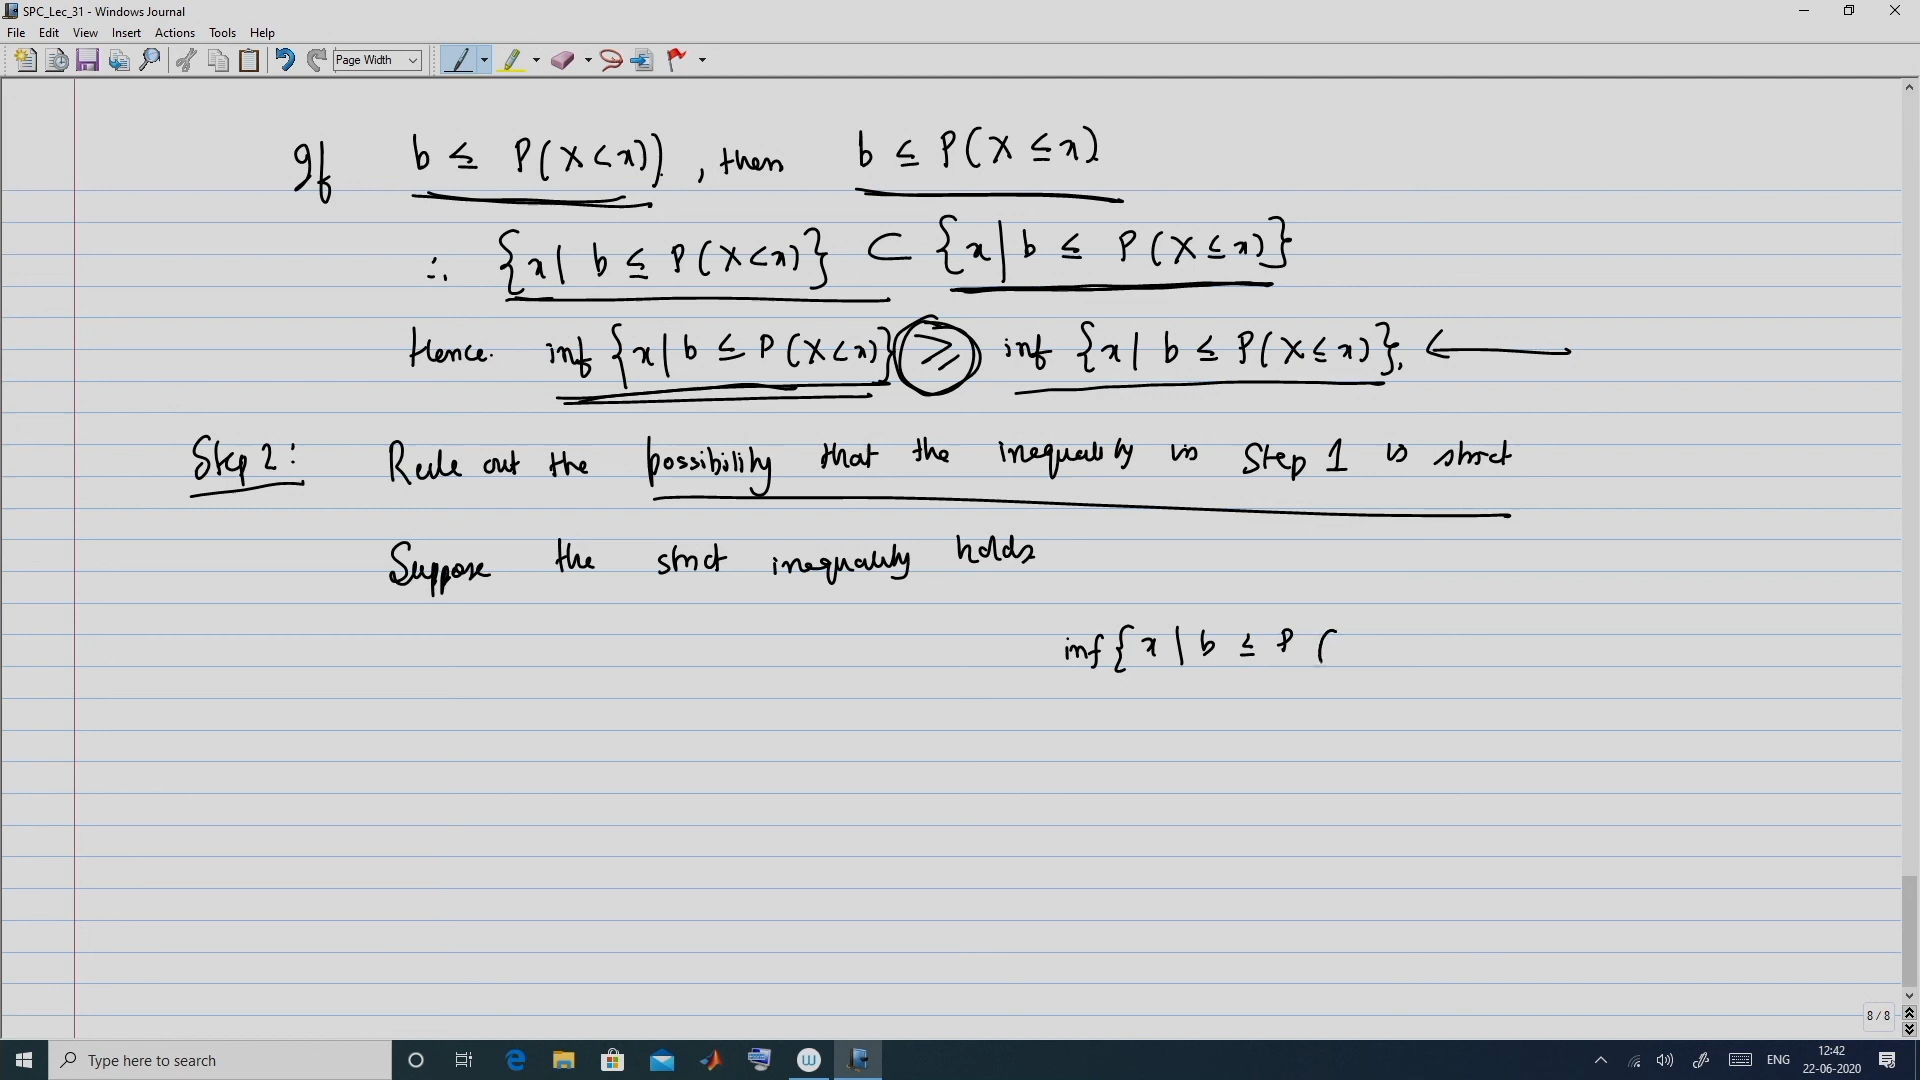 SPC_Lec_31 - Windows Journal
File Edit View Insert Actions Tools Help
Page Width
If b ≤ P(X<x), then b ≤ P(X≤x)
∴ {x| b ≤ P(X<x)} ⊂ {x| b ≤ P(X≤x)}
Hence. inf {x| b ≤ P(X<x)} ≥ inf {x| b ≤ P(X≤x)}, ←
Step 2: Rule out the possibility that the inequality in Step 1 is strict
Suppose the strict inequality holds
inf{x | b ≤ P (
8 / 8
Type here to search
ENG
12:42
22-06-2020